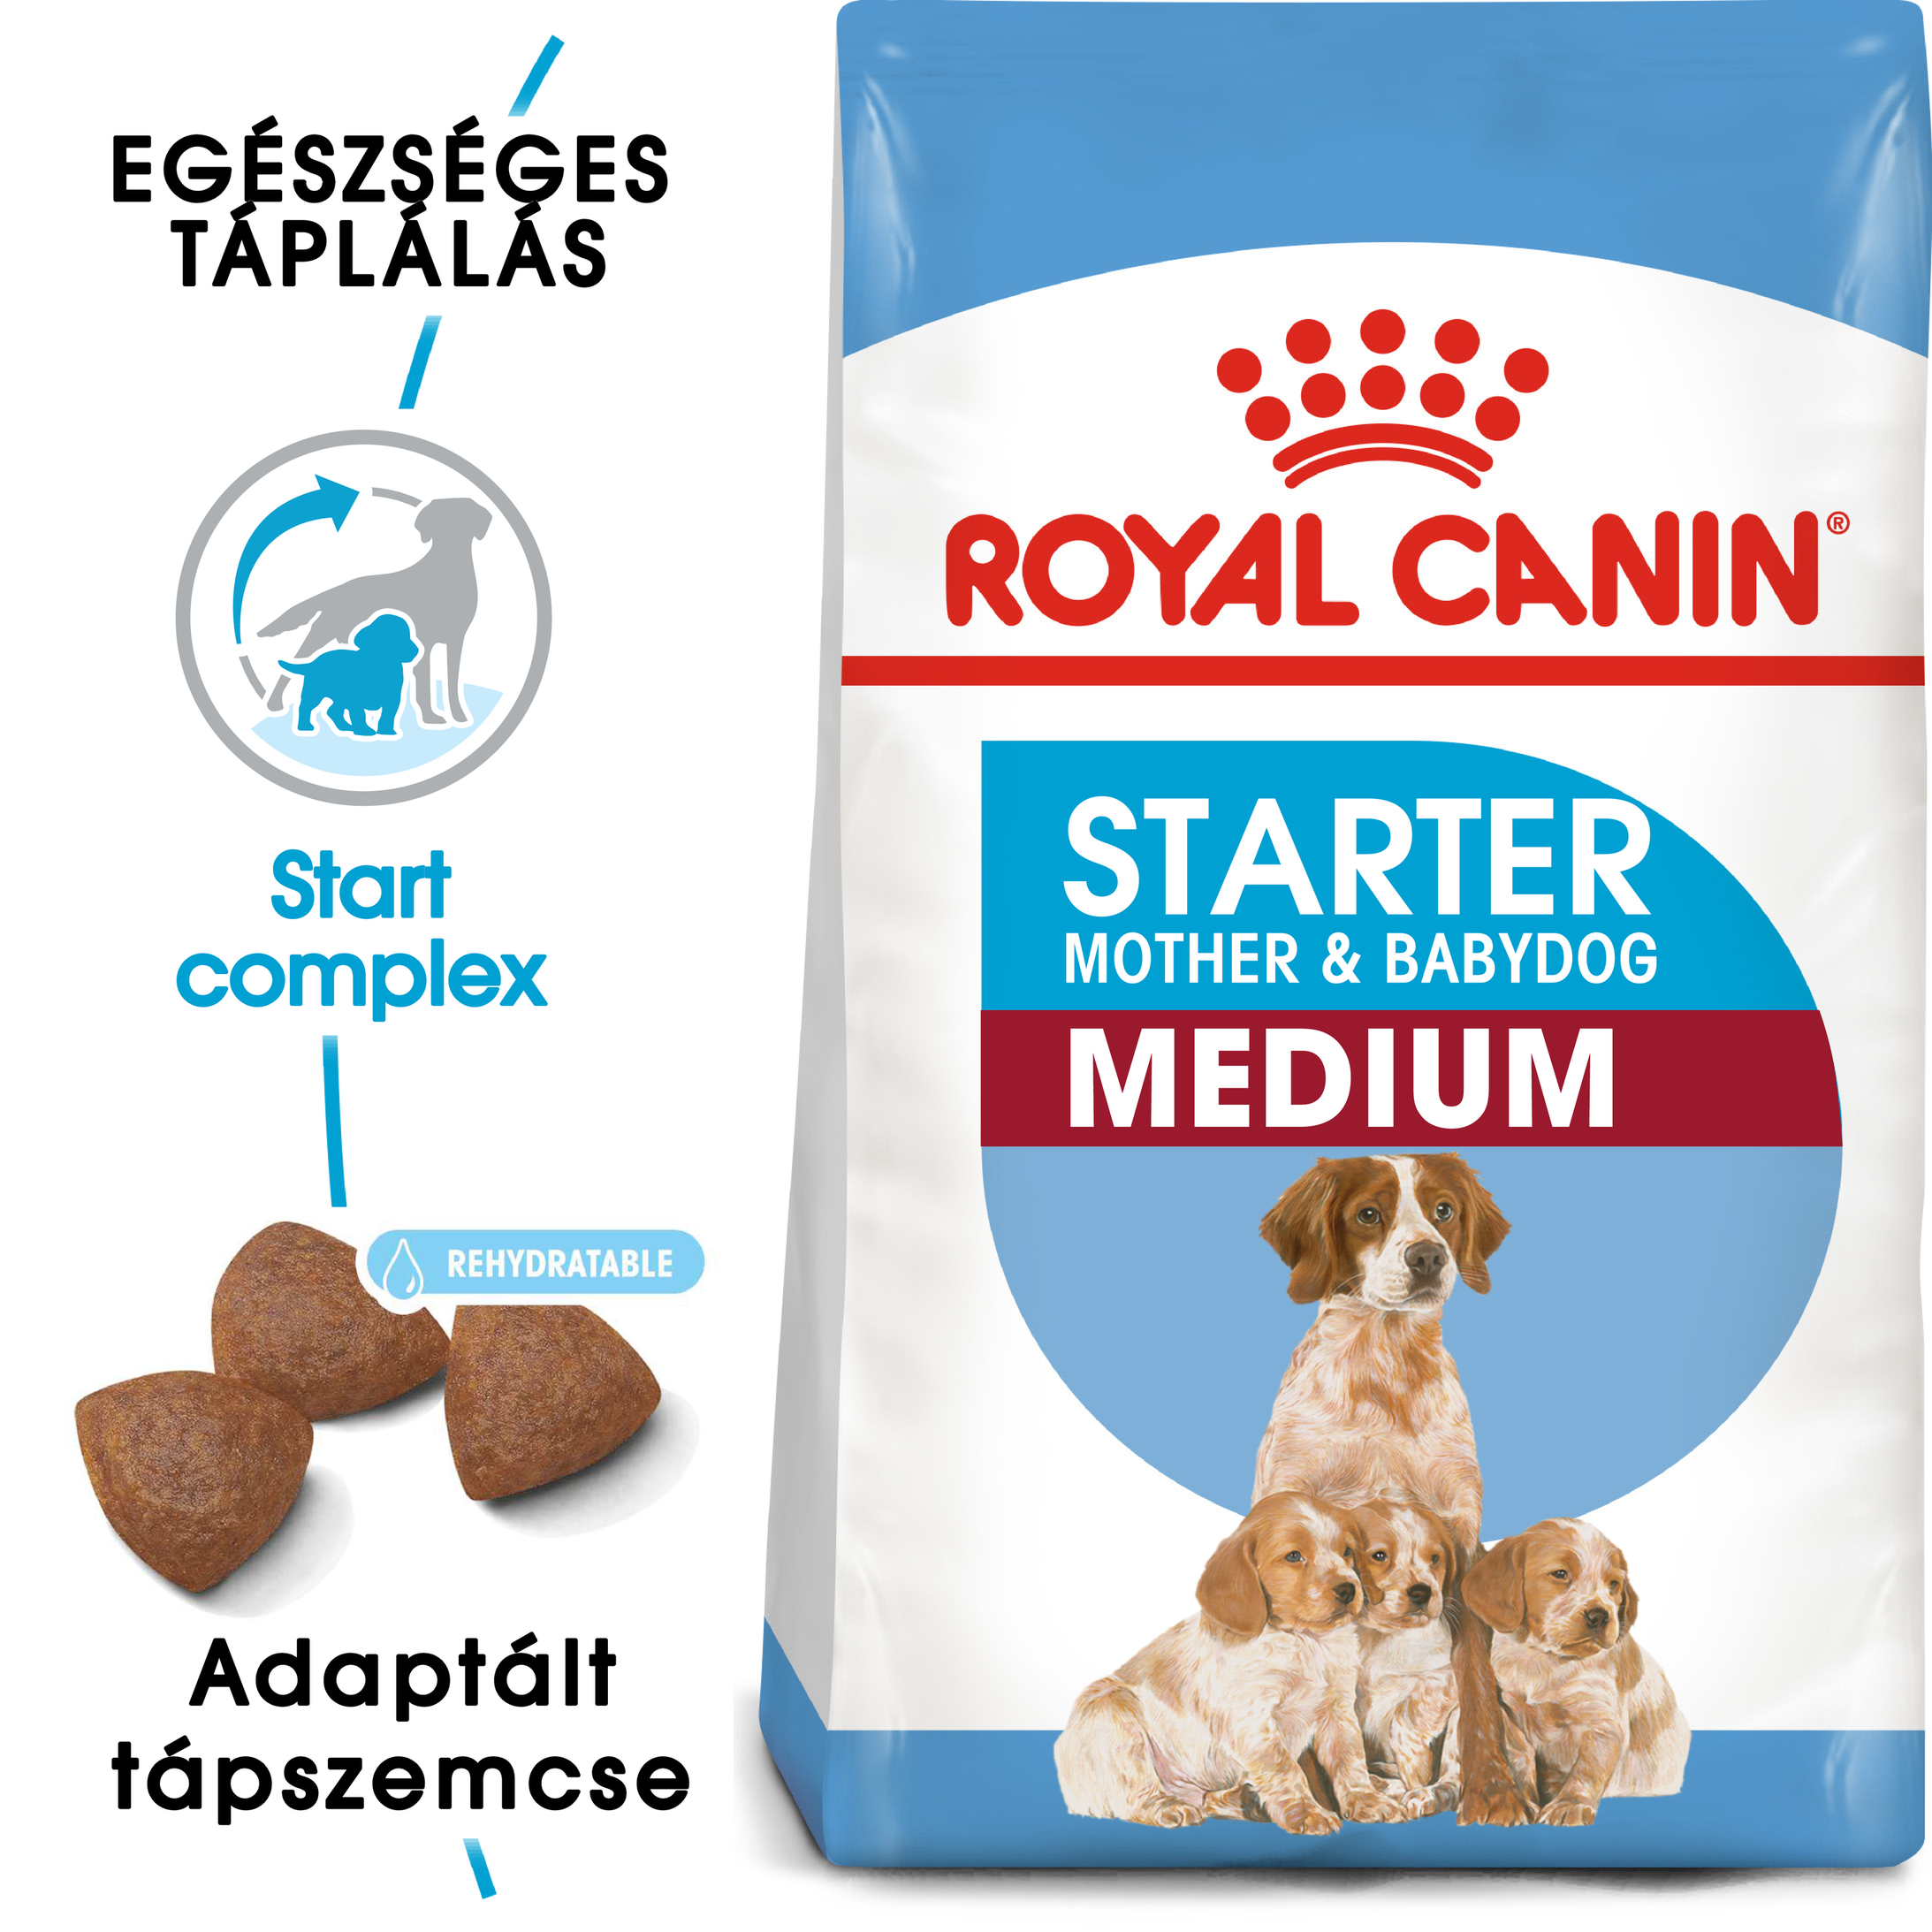 EGÉSZSÉGES
TÁPLÁLÁS
Start
complex
REHYDRATABLE
Adaptált
tápszemcse
ROYAL CANIN®
STARTER
MOTHER & BABYDOG
MEDIUM